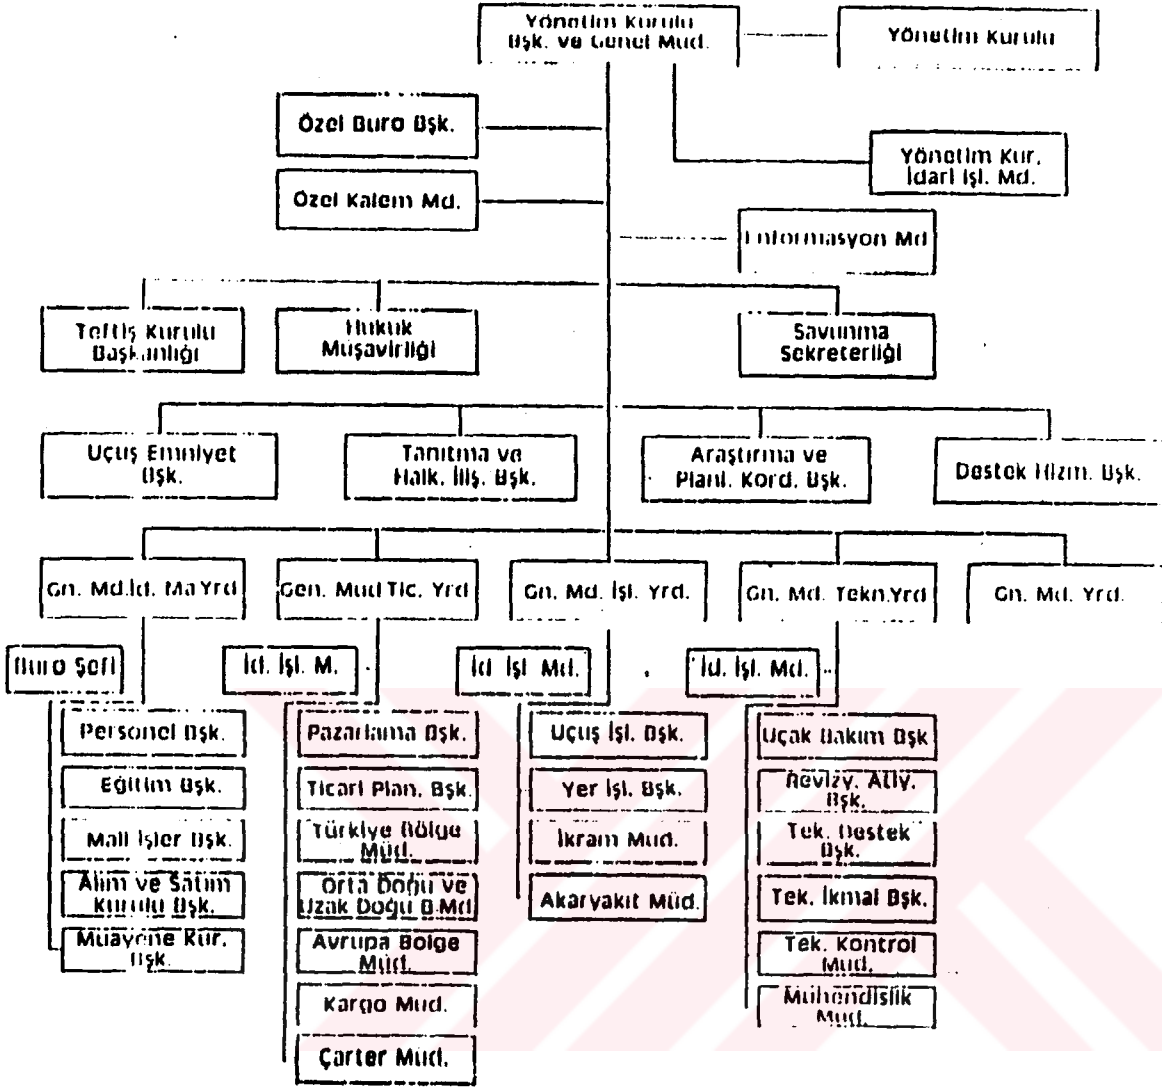 Yönetim Kurulu
Bşk. ve Genel Müd.
Yönetim Kurulu
Özel Büro Bşk.
Yönetim Kur.
İdari İşl. Md.
Özel Kalem Md.
Enformasyon Md
Teftiş Kurulu
Başkanlığı
Hukuk
Müşavirliği
Savunma
Sekreterliği
Uçuş Emniyet
Bşk.
Tanıtma ve
Halk. İliş. Bşk.
Araştırma ve
Planl. Kord. Bşk.
Destek Hizm. Bşk.
Gn. Md.İd. Ma Yrd
Gen. Müd Tic. Yrd
Gn. Md. İşl. Yrd.
Gn. Md. Tekn.Yrd
Gn. Md. Yrd.
Büro Şefi
İd. İşl. M.
İd İşl Md.
İd. İşl. Md.
Personel Bşk.
Pazarlama Bşk.
Uçuş İşl. Bşk.
Uçak Bakım Bşk
Eğitim Bşk.
Ticari Plan. Bşk.
Yer İşl. Bşk.
Revizy. Atly.
Bşk.
Mali İşler Bşk.
Türkiye Bölge
Müd.
İkram Müd.
Tek. Destek
Bşk.
Alım ve Satım
Kurulu Bşk.
Orta Doğu ve
Uzak Doğu B.Md
Akaryakıt Müd.
Tek. İkmal Bşk.
Muayene Kur.
Bşk.
Avrupa Bölge
Müd.
Tek. Kontrol
Müd.
Kargo Müd.
Mühendislik
Müd.
Çarter Müd.